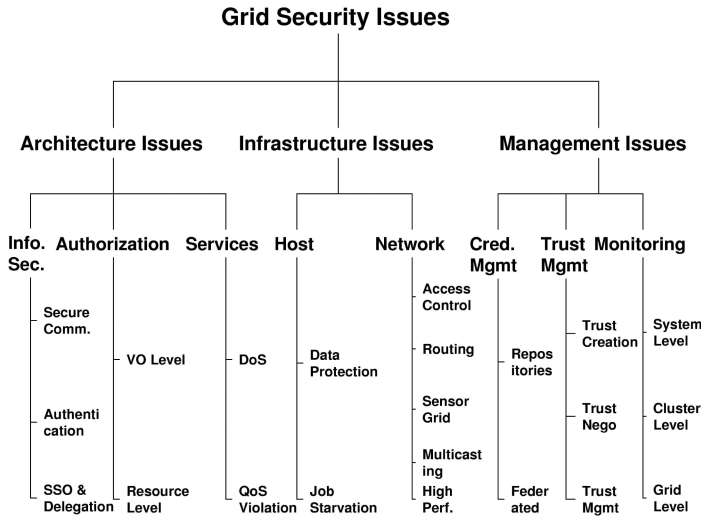 Grid Security Issues
Architecture Issues
Infrastructure Issues
Management Issues
Info.
Sec.
Authorization
Services
Host
Network
Cred.
Mgmt
Trust
Mgmt
Monitoring
Secure
Comm.
Authenti
cation
SSO &
Delegation
VO Level
Resource
Level
DoS
QoS
Violation
Data
Protection
Job
Starvation
Access
Control
Routing
Sensor
Grid
Multicast
ing
High
Perf.
Repos
itories
Feder
ated
Trust
Creation
Trust
Nego
Trust
Mgmt
System
Level
Cluster
Level
Grid
Level